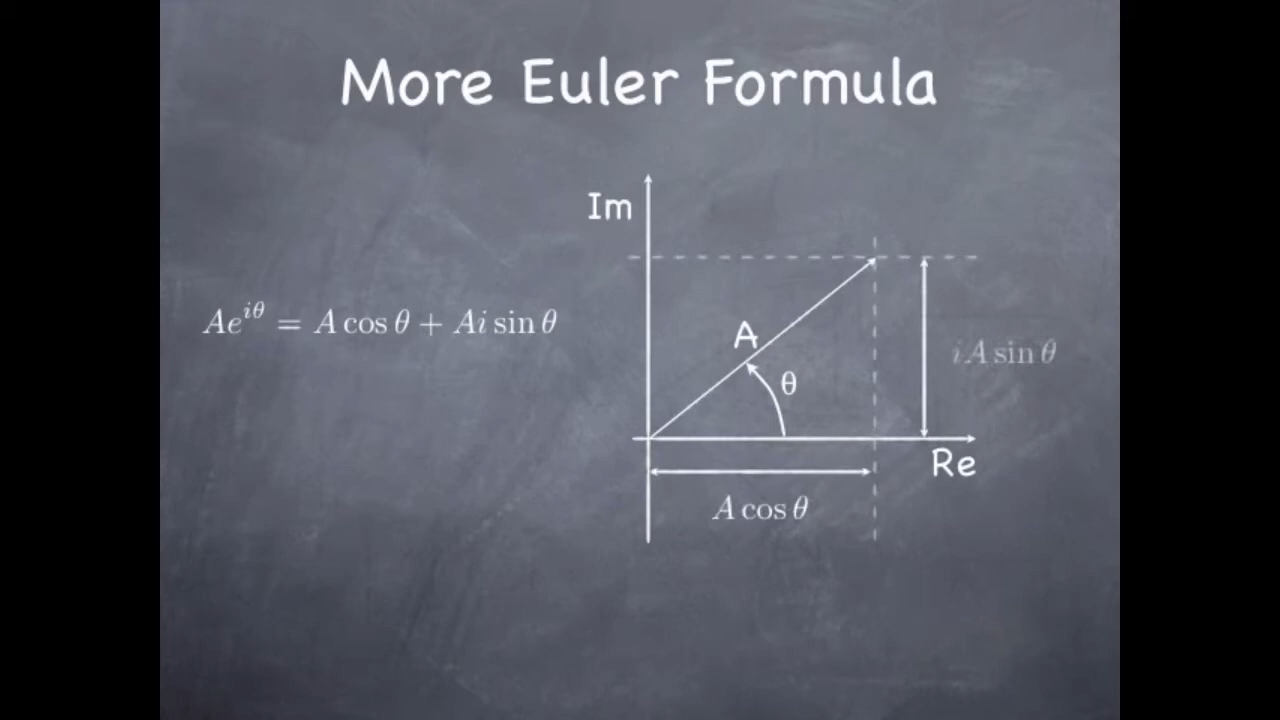 More Euler Formula
Im
Ae^{iθ} = A cos θ + Ai sin θ
A
θ
iA sin θ
Re
A cos θ